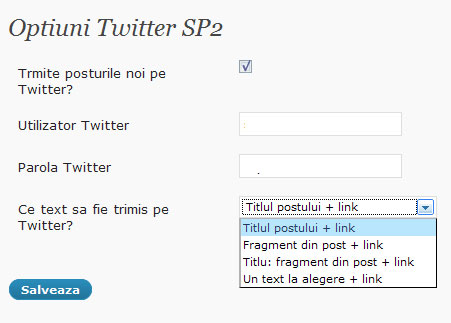 Optiuni Twitter SP2
Trmite posturile noi pe
Twitter?
Utilizator Twitter
Parola Twitter
Ce text sa fie trimis pe
Twitter?
Titlul postului + link
Titlul postului + link
Fragment din post + link
Titlu: fragment din post + link
Un text la alegere + link
Salveaza